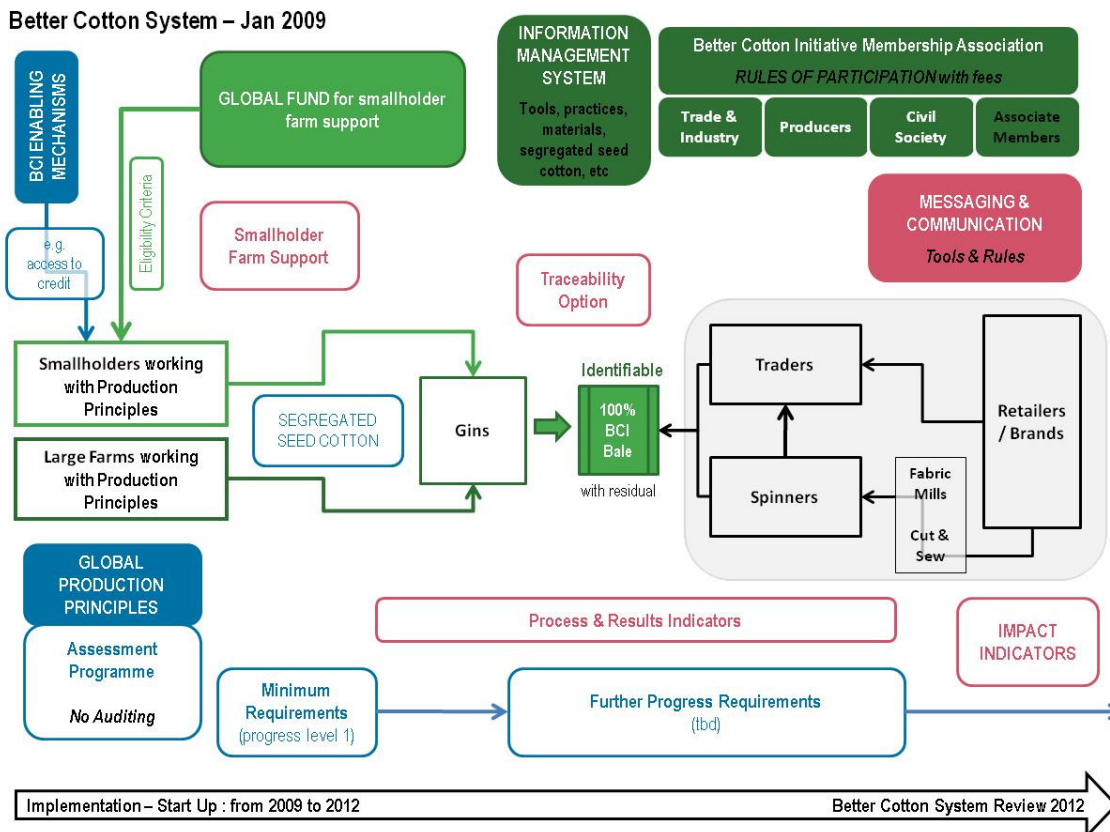 Better Cotton System – Jan 2009
BCI ENABLING
MECHANISMS
e.g.
access to
credit
Eligibility Criteria
GLOBAL FUND for smallholder
farm support
Smallholder
Farm Support
INFORMATION
MANAGEMENT
SYSTEM
Tools, practices,
materials,
segregated seed
cotton, etc
Better Cotton Initiative Membership Association
RULES OF PARTICIPATION with fees
Trade &
Industry
Producers
Civil
Society
Associate
Members
MESSAGING &
COMMUNICATION
Tools & Rules
Traceability
Option
Smallholders working
with Production
Principles
Large Farms working
with Production
Principles
SEGREGATED
SEED COTTON
Gins
Identifiable
100%
BCI
Bale
with residual
Traders
Spinners
Retailers
/ Brands
Fabric
Mills
Cut &
Sew
GLOBAL
PRODUCTION
PRINCIPLES
Assessment
Programme
No Auditing
Process & Results Indicators
IMPACT
INDICATORS
Minimum
Requirements
(progress level 1)
Further Progress Requirements
(tbd)
Implementation – Start Up : from 2009 to 2012
Better Cotton System Review 2012